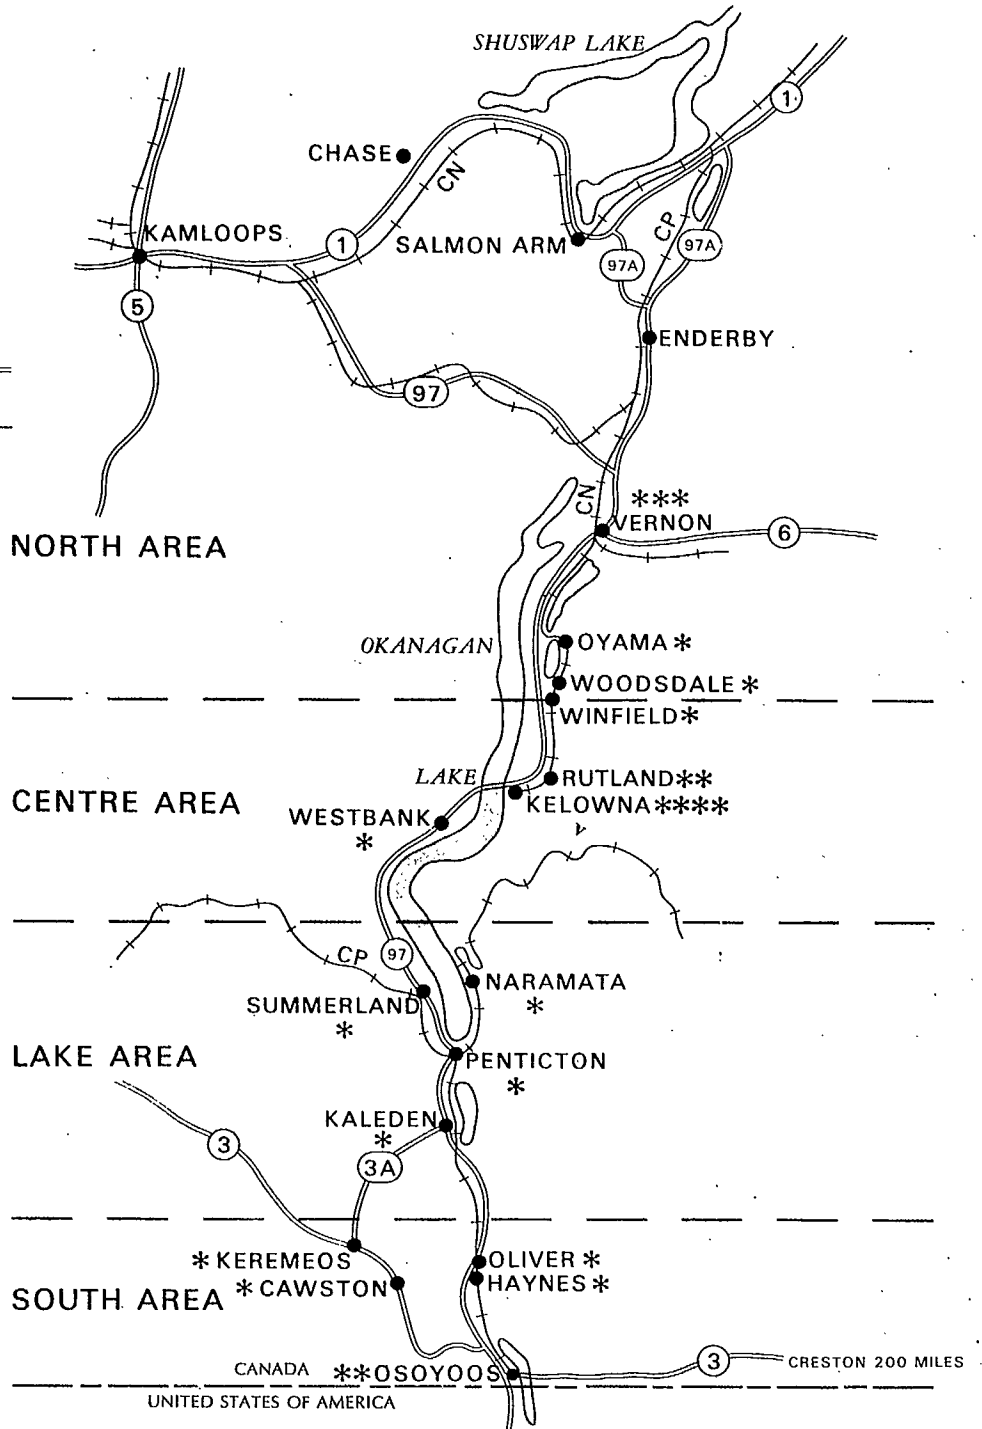 SHUSWAP LAKE
1
CHASE
CN
KAMLOOPS
1
SALMON ARM
CP
97A
97A
5
ENDERBY
97
CN
***
VERNON
6
NORTH AREA
OKANAGAN
OYAMA *
WOODSDALE *
WINFIELD *
LAKE
RUTLAND **
CENTRE AREA
KELOWNA ****
WESTBANK
*
97
CP
NARAMATA
*
SUMMERLAND
*
LAKE AREA
PENTICTON
*
KALEDEN
*
3
3A
* KEREMEOS
OLIVER *
* CAWSTON
HAYNES *
SOUTH AREA
CANADA
** OSOYOOS
3
CRESTON 200 MILES
UNITED STATES OF AMERICA